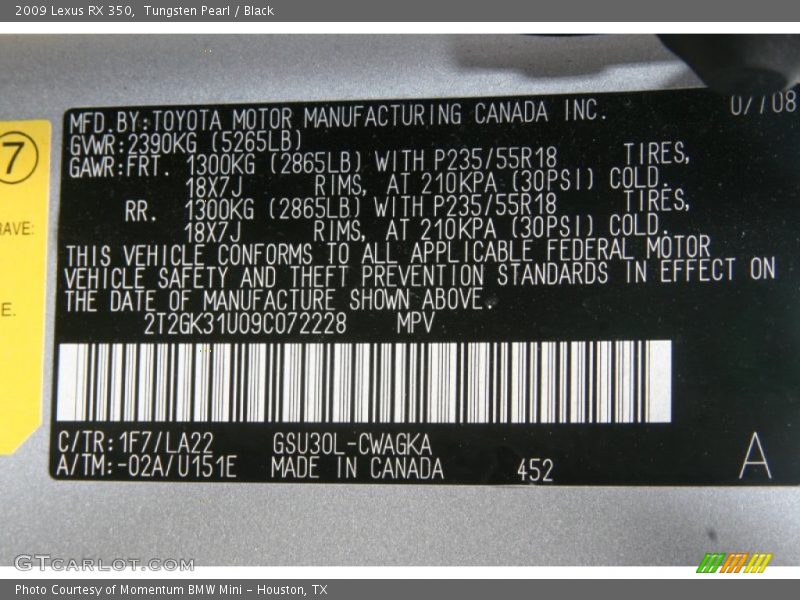 2009 Lexus RX 350, Tungsten Pearl / Black
07/08
MFD.BY:TOYOTA MOTOR MANUFACTURING CANADA INC.
GVWR:2390KG (5265LB)
GAWR:FRT. 1300KG (2865LB) WITH P235/55R18 TIRES,
18X7J RIMS, AT 210KPA (30PSI) COLD.
RR. 1300KG (2865LB) WITH P235/55R18 TIRES,
18X7J RIMS, AT 210KPA (30PSI) COLD.
THIS VEHICLE CONFORMS TO ALL APPLICABLE FEDERAL MOTOR
VEHICLE SAFETY AND THEFT PREVENTION STANDARDS IN EFFECT ON
THE DATE OF MANUFACTURE SHOWN ABOVE.
2T2GK31U09C072228 MPV
C/TR:1F7/LA22 GSU30L-CWAGKA
A/TM:-02A/U151E MADE IN CANADA 452 A
7
RAVE:
E.
GTCarLot.com
Photo Courtesy of Momentum BMW Mini - Houston, TX